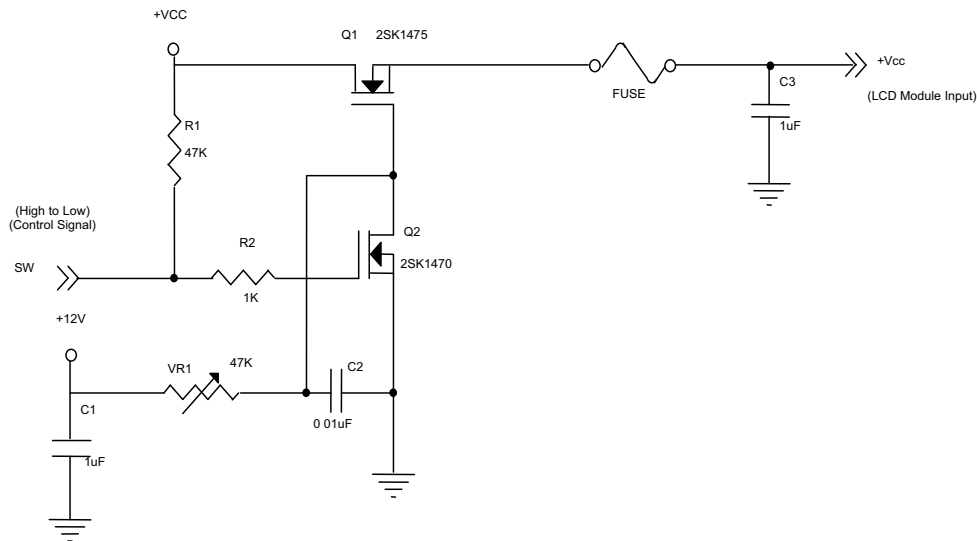 +VCC
Q1 2SK1475
+Vcc
C3
FUSE
(LCD Module Input)
R1
1uF
47K
(High to Low)
(Control Signal)
Q2
R2
SW
2SK1470
1K
+12V
47K
VR1
C2
C1
0 01uF
1uF